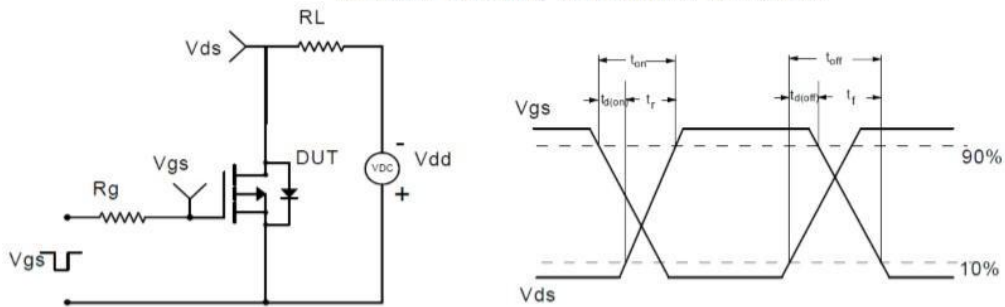 RL
Vds
DUT
Vgs
Rg
VDC
-
Vdd
+
Vgs
ton
toff
td(on)
tr
td(off)
tf
Vgs
90%
10%
Vds